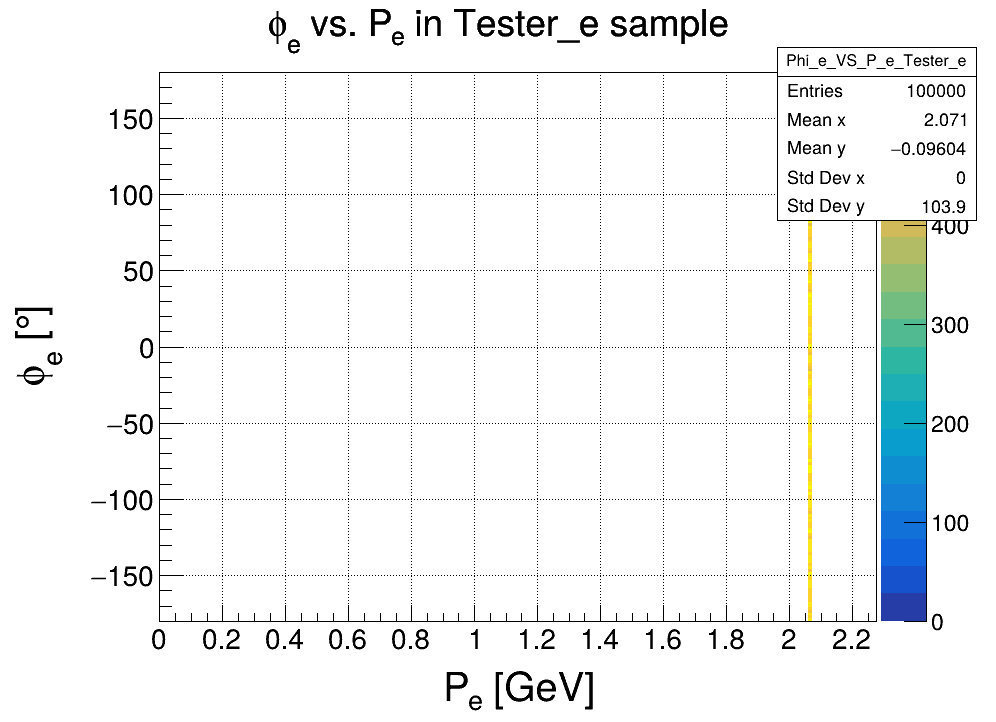 ϕe vs. Pe in Tester_e sample
Phi_e_VS_P_e_Tester_e
Entries 100000
Mean x 2.071
Mean y −0.09604
Std Dev x 0
Std Dev y 103.9
150
100
50
0
−50
−100
−150
ϕe [°]
400
300
200
100
0
0 0.2 0.4 0.6 0.8 1 1.2 1.4 1.6 1.8 2 2.2
Pe [GeV]